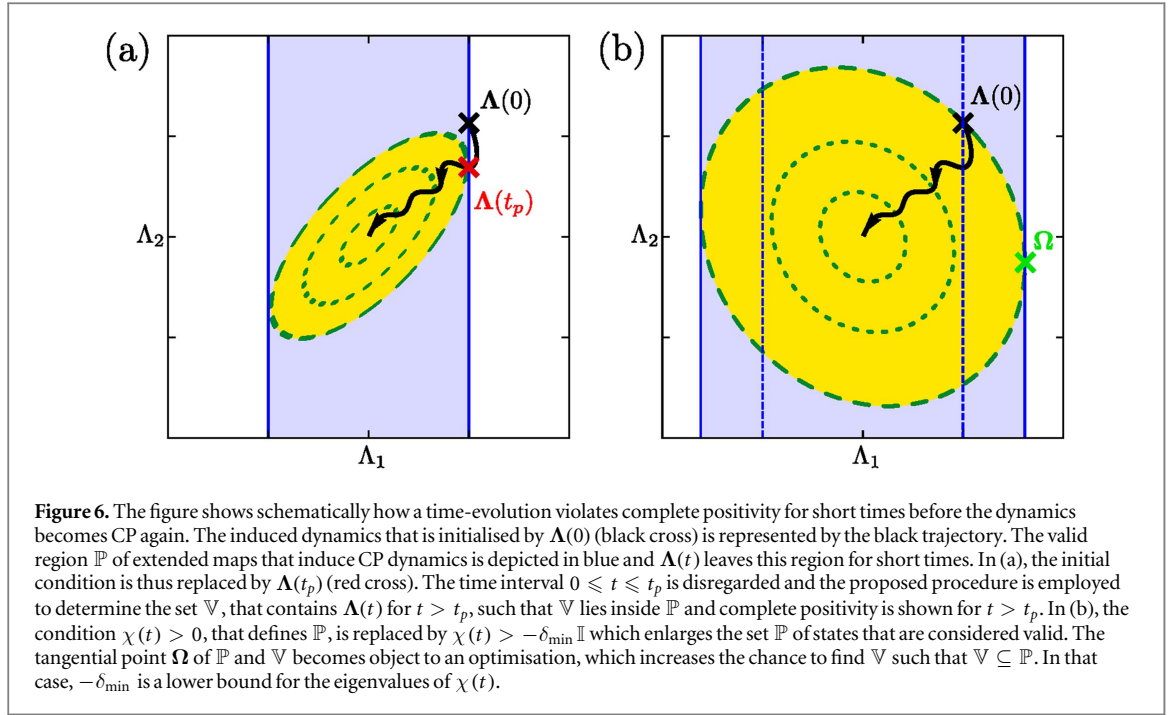 (a)
(b)
Λ(0)
Λ(0)
Λ(t_p)
Λ₂
Λ₂
Ω
Λ₁
Λ₁
Figure 6. The figure shows schematically how a time-evolution violates complete positivity for short times before the dynamics
becomes CP again. The induced dynamics that is initialised by Λ(0) (black cross) is represented by the black trajectory. The valid
region ℙ of extended maps that induce CP dynamics is depicted in blue and Λ(t) leaves this region for short times. In (a), the initial
condition is thus replaced by Λ(t_p) (red cross). The time interval 0 ⩽ t ⩽ t_p is disregarded and the proposed procedure is employed
to determine the set 𝕍, that contains Λ(t) for t > t_p, such that 𝕍 lies inside ℙ and complete positivity is shown for t > t_p. In (b), the
condition χ(t) > 0, that defines ℙ, is replaced by χ(t) > −δ_min 𝕀 which enlarges the set ℙ of states that are considered valid. The
tangential point Ω of ℙ and 𝕍 becomes object to an optimisation, which increases the chance to find 𝕍 such that 𝕍 ⊆ ℙ. In that
case, −δ_min is a lower bound for the eigenvalues of χ(t).